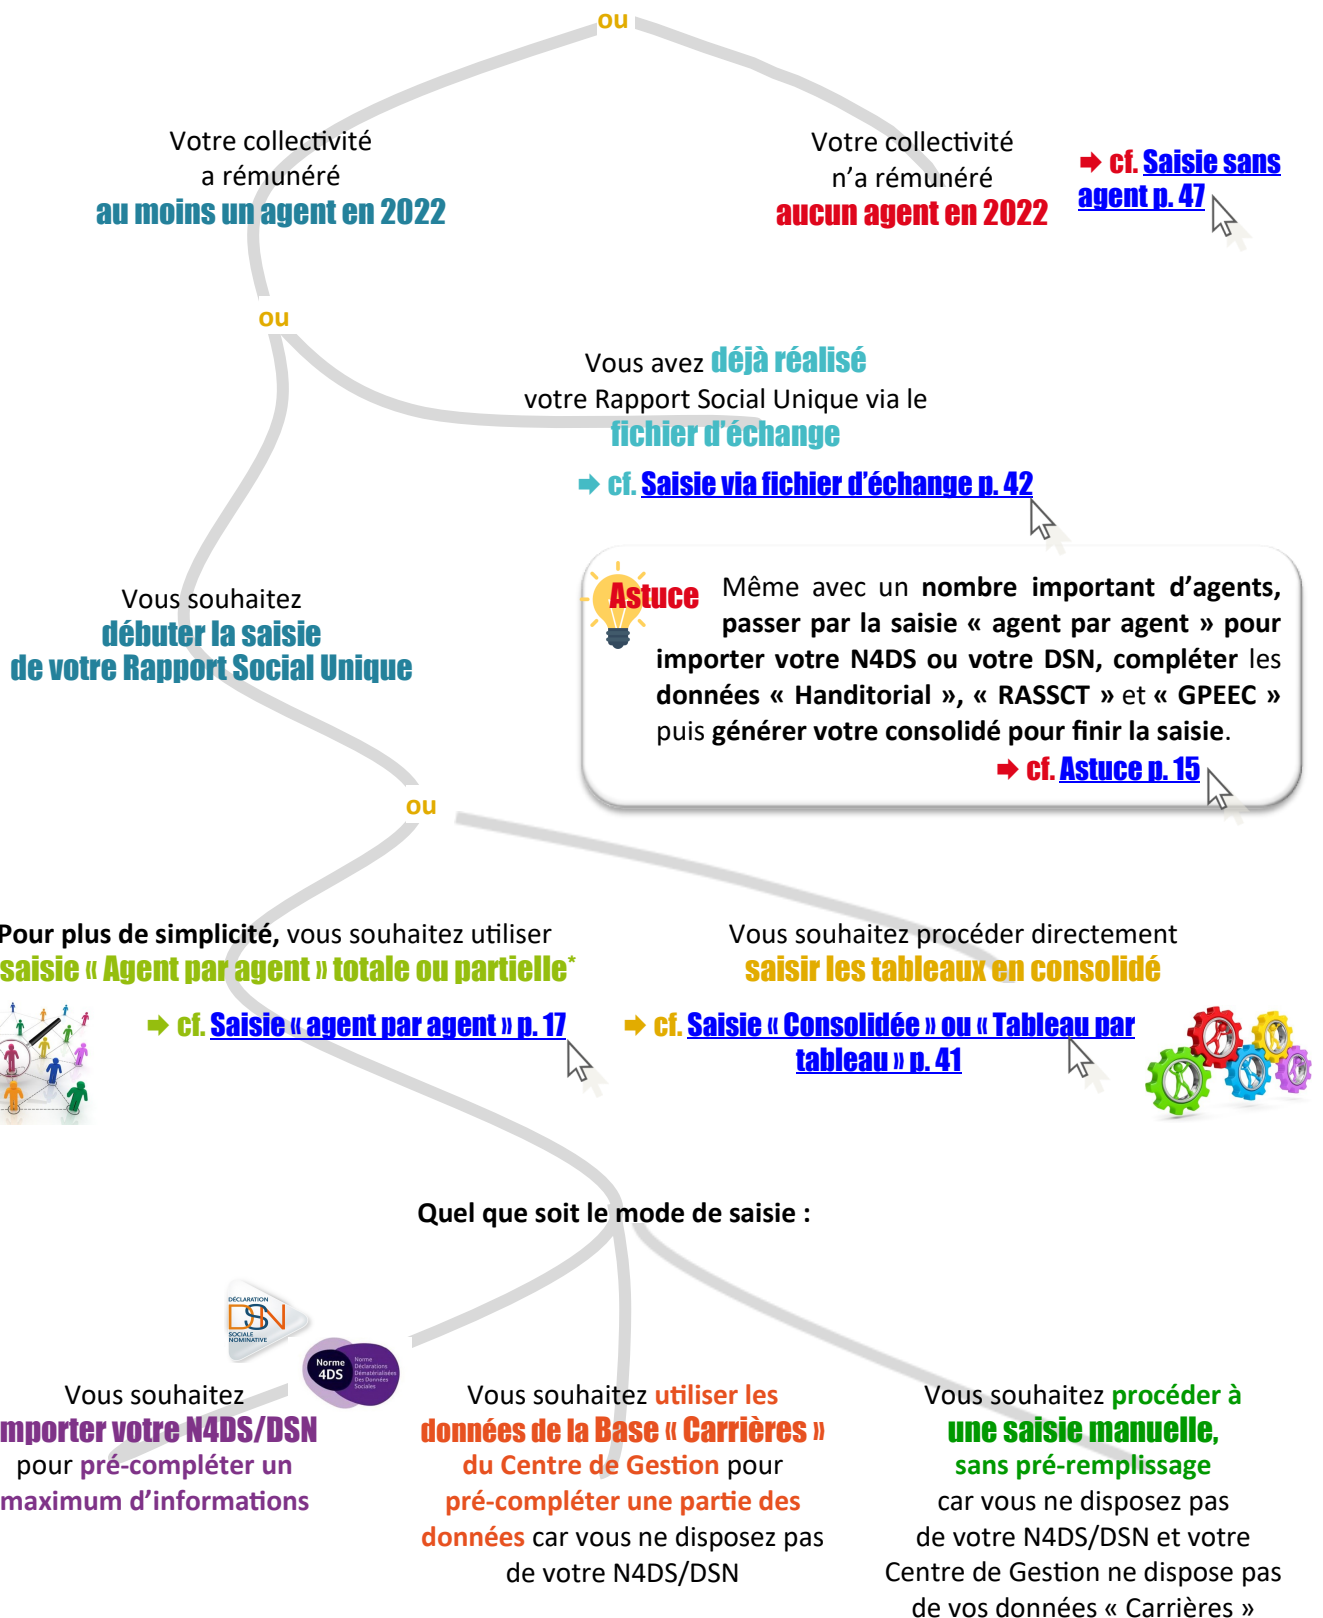 ou
Votre collectivité
a rémunéré
au moins un agent en 2022
Votre collectivité
n'a rémunéré
aucun agent en 2022
➡ cf. Saisie sans
agent p. 47
ou
Vous avez déjà réalisé
votre Rapport Social Unique via le
fichier d'échange
➡ cf. Saisie via fichier d'échange p. 42
Astuce Même avec un nombre important d'agents,
passer par la saisie « agent par agent » pour
importer votre N4DS ou votre DSN, compléter les
données « Handitorial », « RASSCT » et « GPEEC »
puis générer votre consolidé pour finir la saisie.
➡ cf. Astuce p. 15
Vous souhaitez
débuter la saisie
de votre Rapport Social Unique
ou
Pour plus de simplicité, vous souhaitez utiliser
saisie « Agent par agent » totale ou partielle*
➡ cf. Saisie « agent par agent » p. 17
Vous souhaitez procéder directement
saisir les tableaux en consolidé
➡ cf. Saisie « Consolidée » ou « Tableau par
tableau » p. 41
Quel que soit le mode de saisie :
DÉCLARATION
DSN
SOCIALE
NOMINATIVE
Norme
4DS
Norme
Déclarations
Dématérialisées
Des Données
Sociales
Vous souhaitez
mporter votre N4DS/DSN
pour pré-compléter un
maximum d'informations
Vous souhaitez utiliser les
données de la Base « Carrières »
du Centre de Gestion pour
pré-compléter une partie des
données car vous ne disposez pas
de votre N4DS/DSN
Vous souhaitez procéder à
une saisie manuelle,
sans pré-remplissage
car vous ne disposez pas
de votre N4DS/DSN et votre
Centre de Gestion ne dispose pas
de vos données « Carrières »